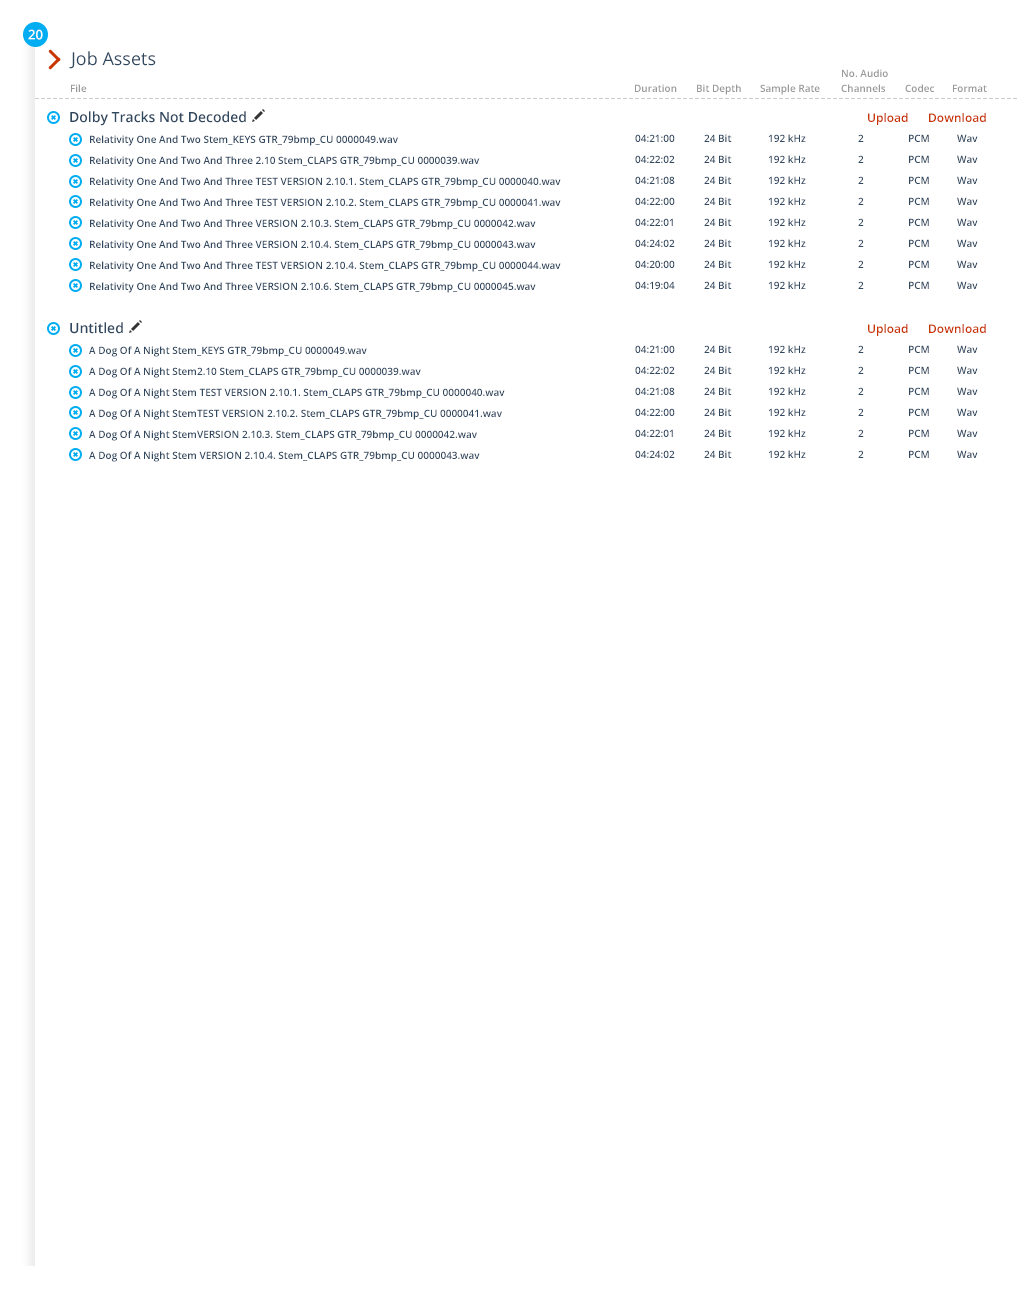 20
Job Assets
No. Audio
File Duration Bit Depth Sample Rate Channels Codec Format
Dolby Tracks Not Decoded Upload Download
Relativity One And Two Stem_KEYS GTR_79bmp_CU 0000049.wav 04:21:00 24 Bit 192 kHz 2 PCM Wav
Relativity One And Two And Three 2.10 Stem_CLAPS GTR_79bmp_CU 0000039.wav 04:22:02 24 Bit 192 kHz 2 PCM Wav
Relativity One And Two And Three TEST VERSION 2.10.1. Stem_CLAPS GTR_79bmp_CU 0000040.wav 04:21:08 24 Bit 192 kHz 2 PCM Wav
Relativity One And Two And Three TEST VERSION 2.10.2. Stem_CLAPS GTR_79bmp_CU 0000041.wav 04:22:00 24 Bit 192 kHz 2 PCM Wav
Relativity One And Two And Three VERSION 2.10.3. Stem_CLAPS GTR_79bmp_CU 0000042.wav 04:22:01 24 Bit 192 kHz 2 PCM Wav
Relativity One And Two And Three VERSION 2.10.4. Stem_CLAPS GTR_79bmp_CU 0000043.wav 04:24:02 24 Bit 192 kHz 2 PCM Wav
Relativity One And Two And Three TEST VERSION 2.10.4. Stem_CLAPS GTR_79bmp_CU 0000044.wav 04:20:00 24 Bit 192 kHz 2 PCM Wav
Relativity One And Two And Three VERSION 2.10.6. Stem_CLAPS GTR_79bmp_CU 0000045.wav 04:19:04 24 Bit 192 kHz 2 PCM Wav
Untitled Upload Download
A Dog Of A Night Stem_KEYS GTR_79bmp_CU 0000049.wav 04:21:00 24 Bit 192 kHz 2 PCM Wav
A Dog Of A Night Stem2.10 Stem_CLAPS GTR_79bmp_CU 0000039.wav 04:22:02 24 Bit 192 kHz 2 PCM Wav
A Dog Of A Night Stem TEST VERSION 2.10.1. Stem_CLAPS GTR_79bmp_CU 0000040.wav 04:21:08 24 Bit 192 kHz 2 PCM Wav
A Dog Of A Night StemTEST VERSION 2.10.2. Stem_CLAPS GTR_79bmp_CU 0000041.wav 04:22:00 24 Bit 192 kHz 2 PCM Wav
A Dog Of A Night StemVERSION 2.10.3. Stem_CLAPS GTR_79bmp_CU 0000042.wav 04:22:01 24 Bit 192 kHz 2 PCM Wav
A Dog Of A Night Stem VERSION 2.10.4. Stem_CLAPS GTR_79bmp_CU 0000043.wav 04:24:02 24 Bit 192 kHz 2 PCM Wav